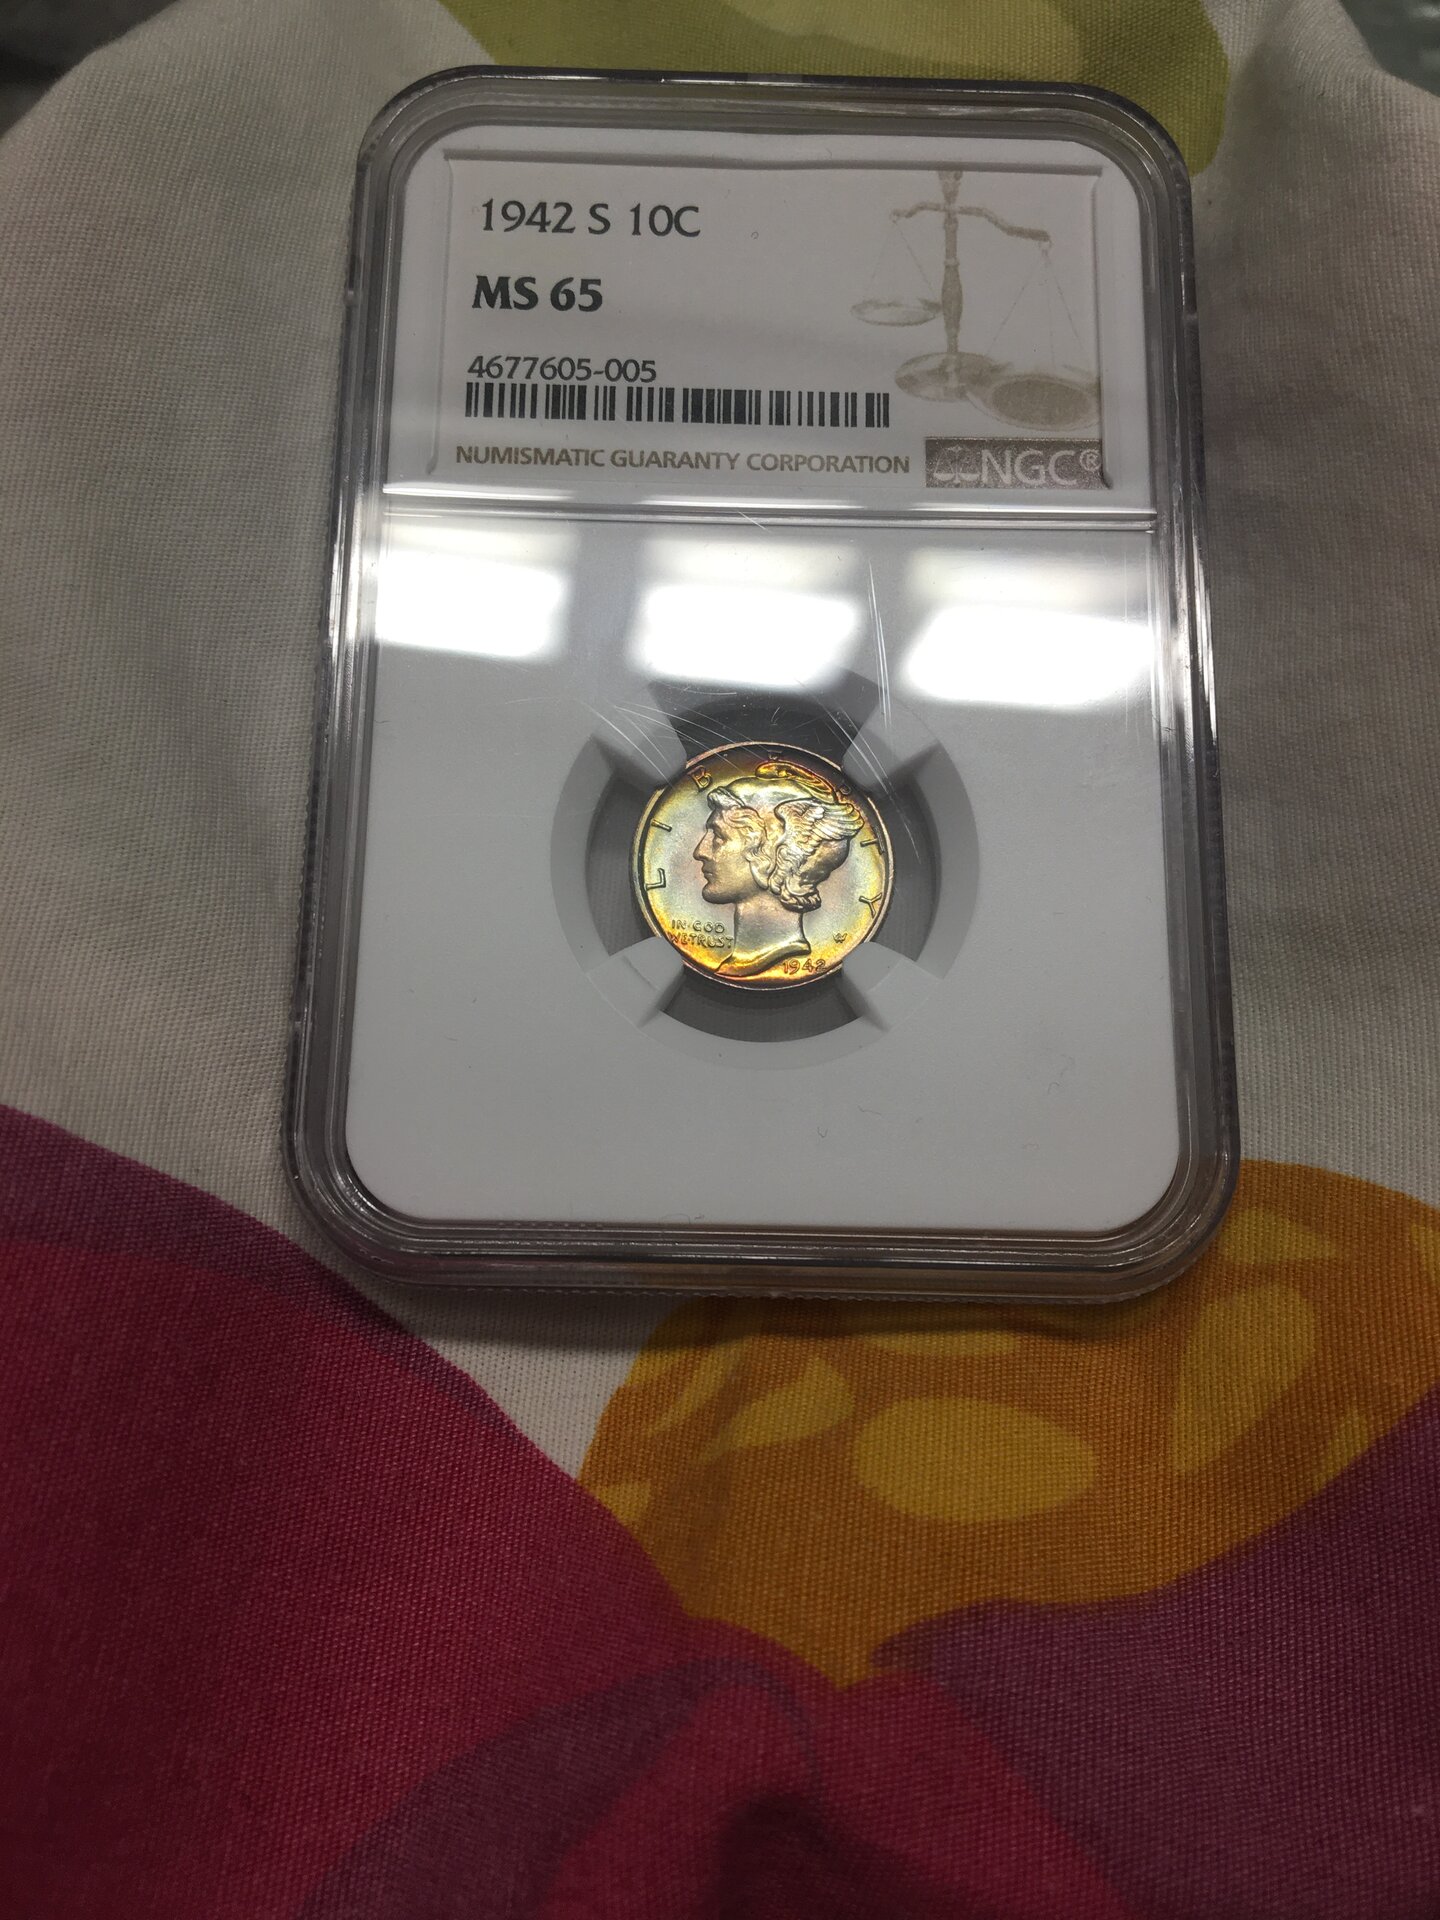 1942 S 10C
MS 65
4677605-005
NUMISMATIC GUARANTY CORPORATION NGC®
LIBERTY
IN·GOD
WE TRUST
W
1942